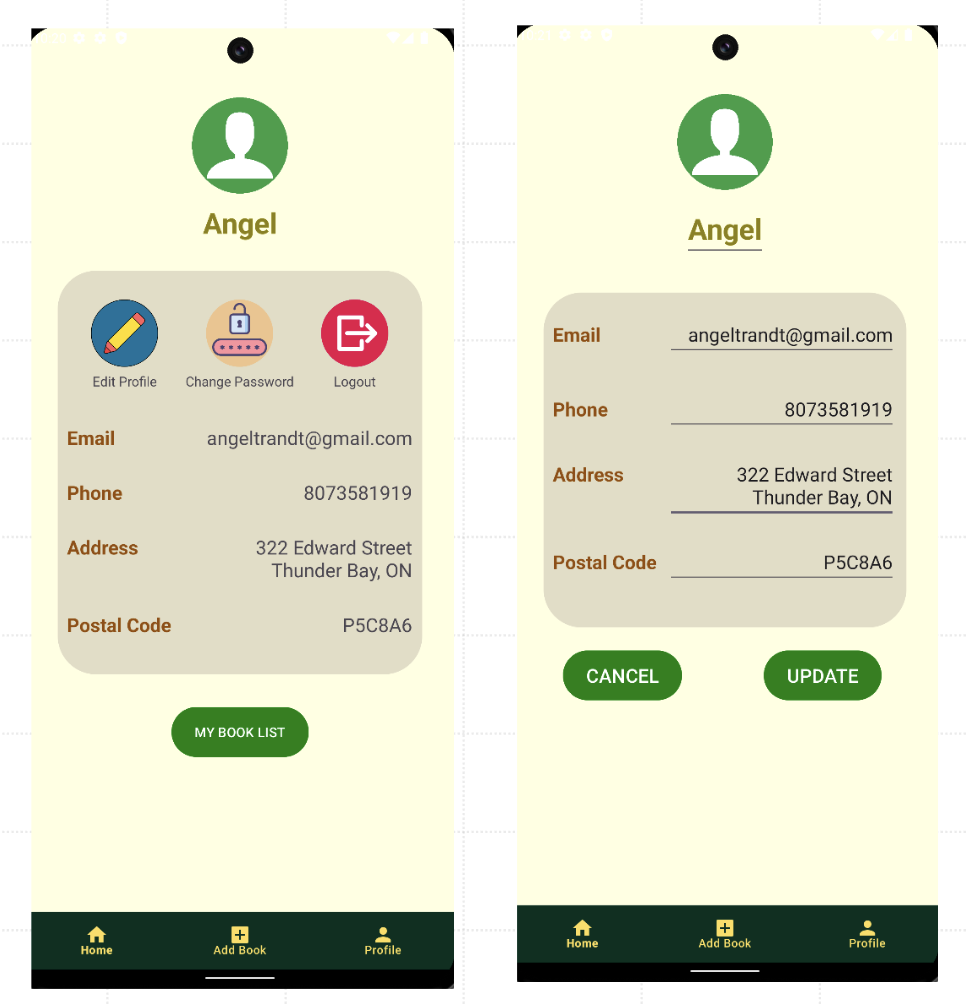 Angel
Edit Profile
Change Password
Logout
Email
angeltrandt@gmail.com
Phone
8073581919
Address
322 Edward Street
Thunder Bay, ON
Postal Code
P5C8A6
MY BOOK LIST
Home
Add Book
Profile
Angel
Email
angeltrandt@gmail.com
Phone
8073581919
Address
322 Edward Street
Thunder Bay, ON
Postal Code
P5C8A6
CANCEL
UPDATE
Home
Add Book
Profile